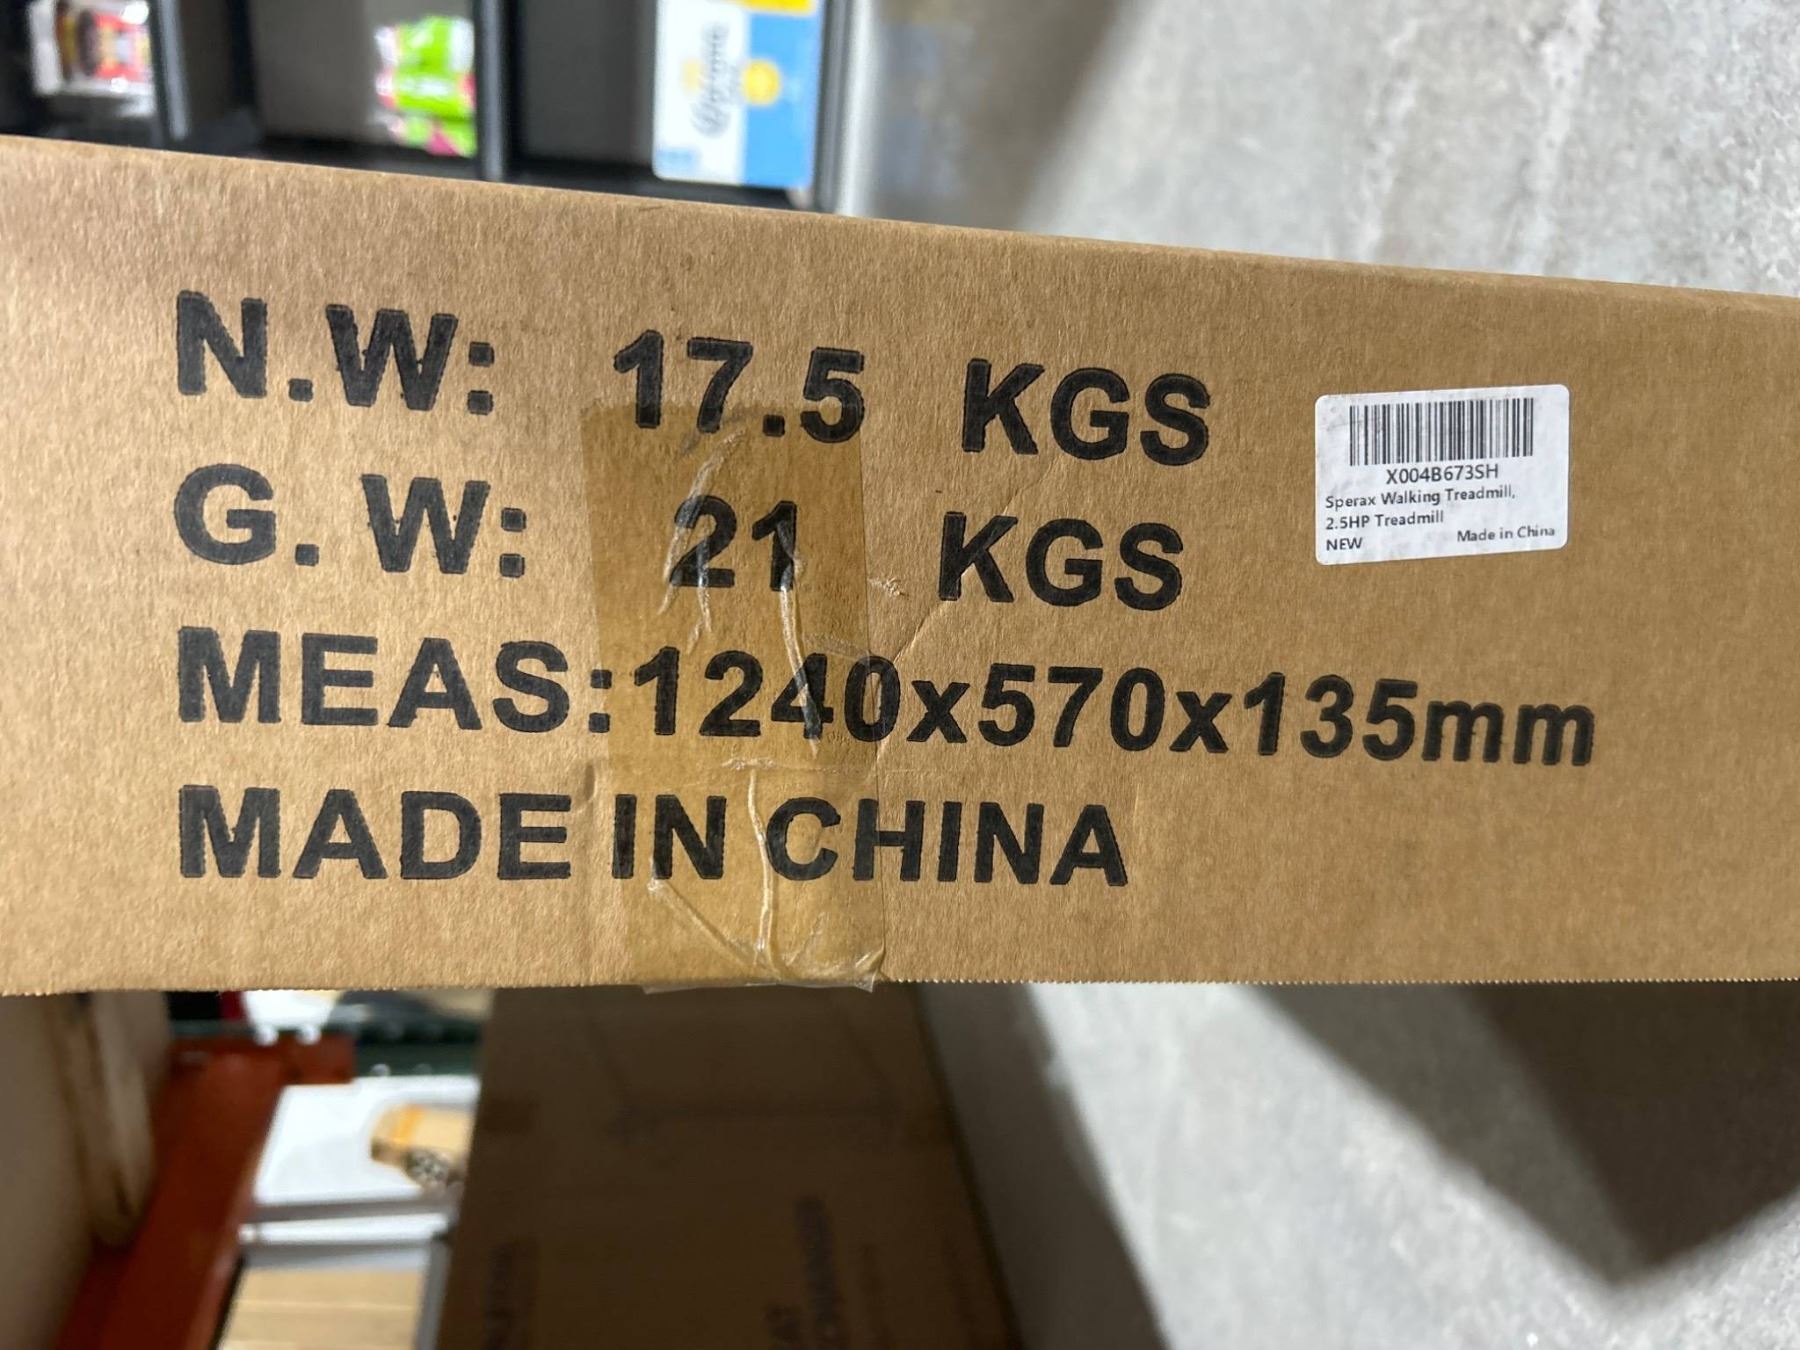 N.W: 17.5 KGS
G. W: 21 KGS
MEAS:1240x570x135mm
MADE IN CHINA
X004B673SH
Sperax Walking Treadmill,
2.5HP Treadmill
NEW Made in China